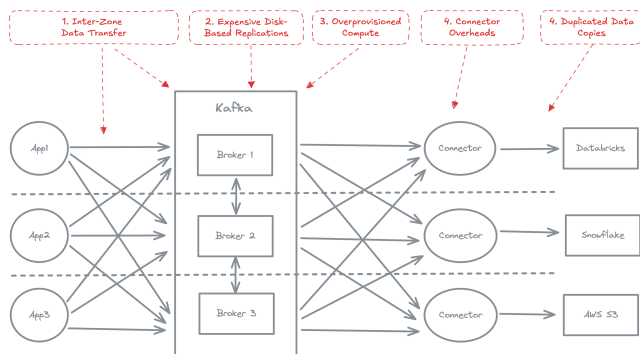 1. Inter-Zone
Data Transfer
2. Expensive Disk-
Based Replications
3. Overprovisioned
Compute
4. Connector
Overheads
4. Duplicated Data
Copies
Kafka
App1
Broker 1
Connector
Databricks
App2
Broker 2
Connector
Snowflake
App3
Broker 3
Connector
AWS S3